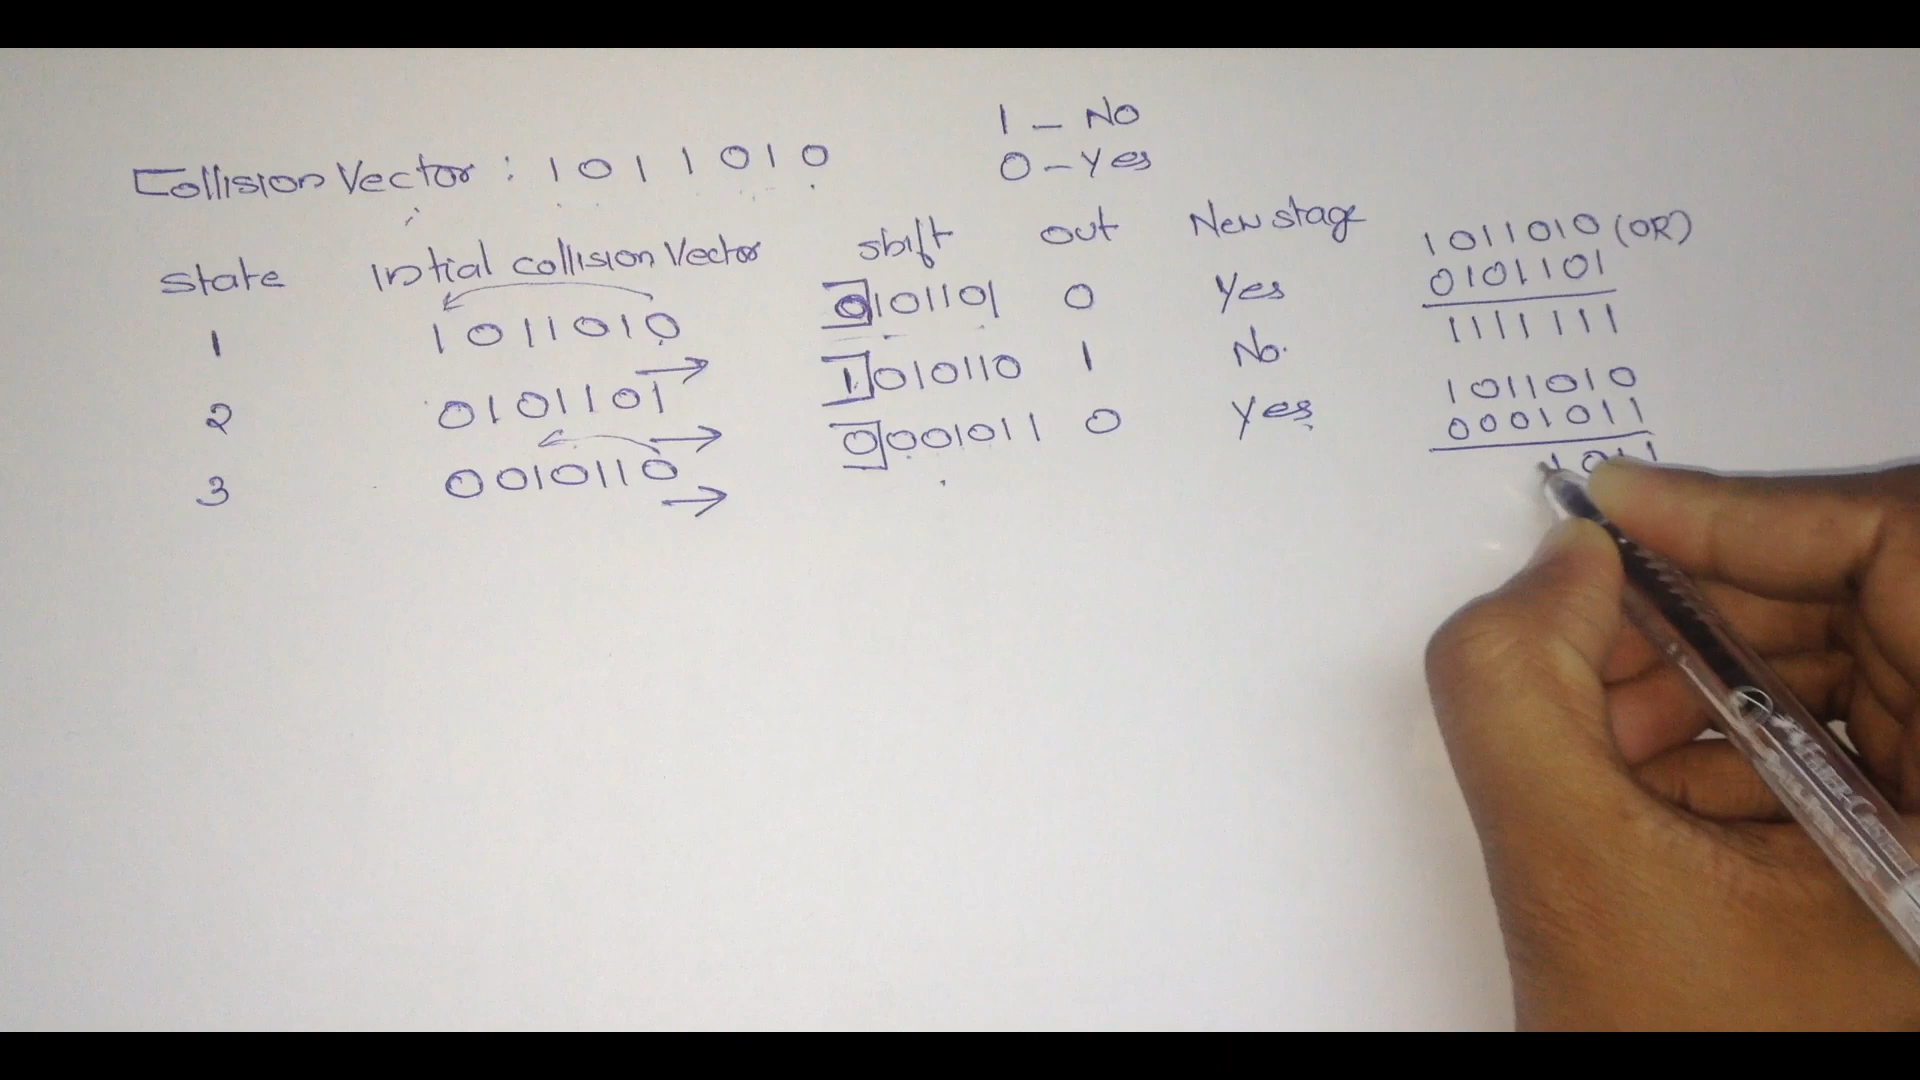 1 - No
Collision Vector : 1 0 1 1 0 1 0
0 - Yes
State Intial collision Vector shift out New stage
1 1011010 0101101 0 Yes
1011010 (OR)
0101101
1111111
2 0101101 1010110 1 No.
3 0010110 0001011 0 Yes
1011010
0001011
1011